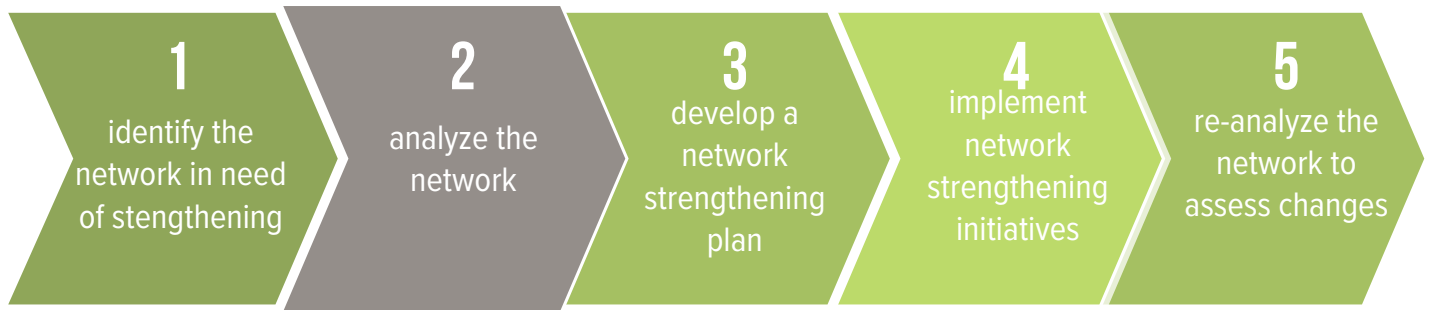 1
identify the
network in need
of stengthening
2
analyze the
network
3
develop a
network
strengthening
plan
4
implement
network
strengthening
initiatives
5
re-analyze the
network to
assess changes